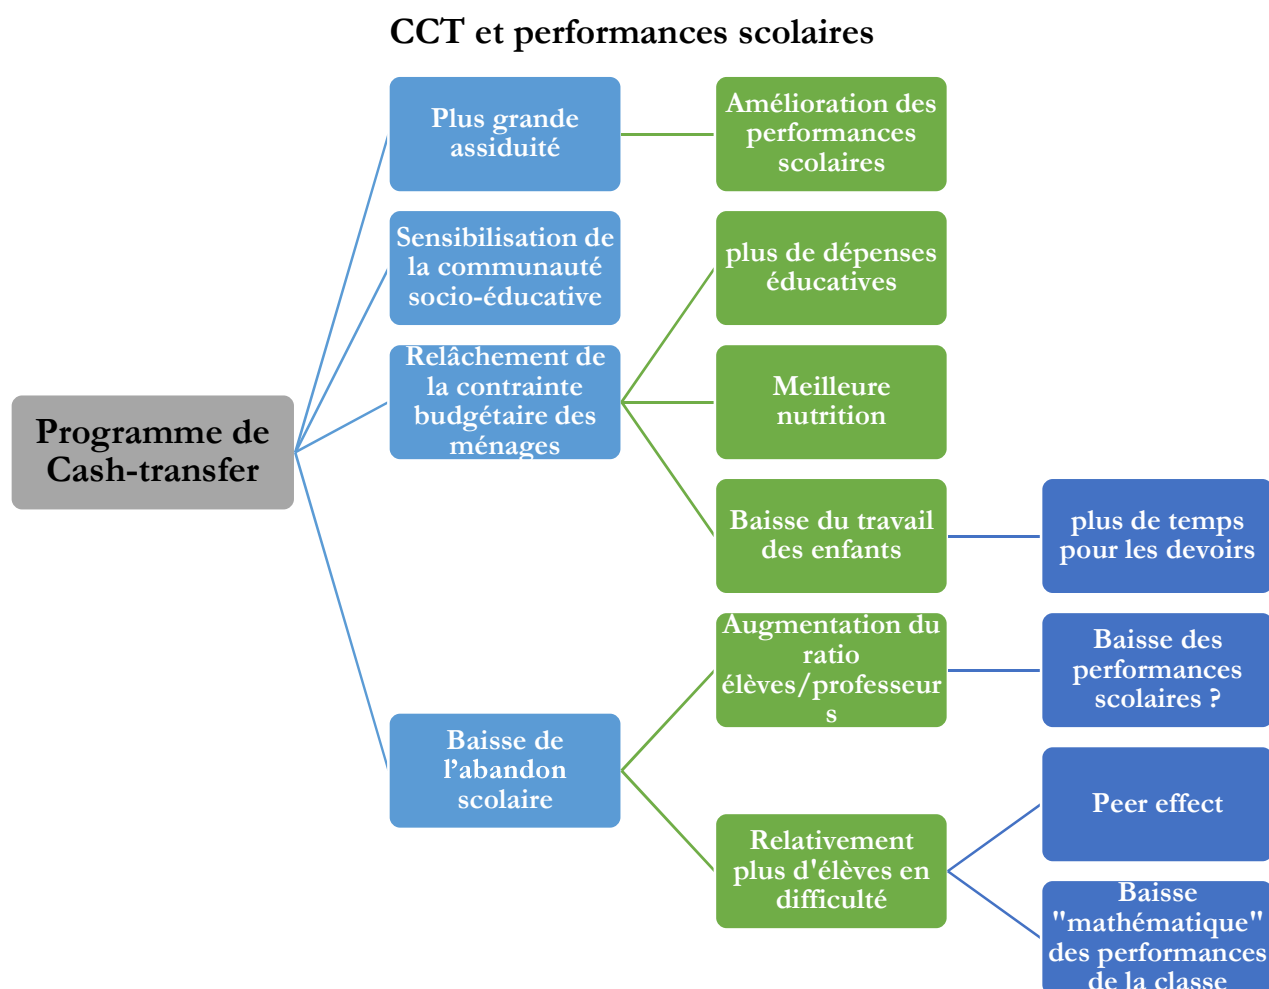 CCT et performances scolaires
Programme de
Cash-transfer
Plus grande
assiduité
Amélioration des
performances
scolaires
Sensibilisation de
la communauté
socio-éducative
Relâchement de
la contrainte
budgétaire des
ménages
plus de dépenses
éducatives
Meilleure
nutrition
Baisse du travail
des enfants
plus de temps
pour les devoirs
Baisse de
l’abandon
scolaire
Augmentation du
ratio
élèves/professeur
s
Baisse des
performances
scolaires ?
Relativement
plus d'élèves en
difficulté
Peer effect
Baisse
"mathématique"
des performances
de la classe